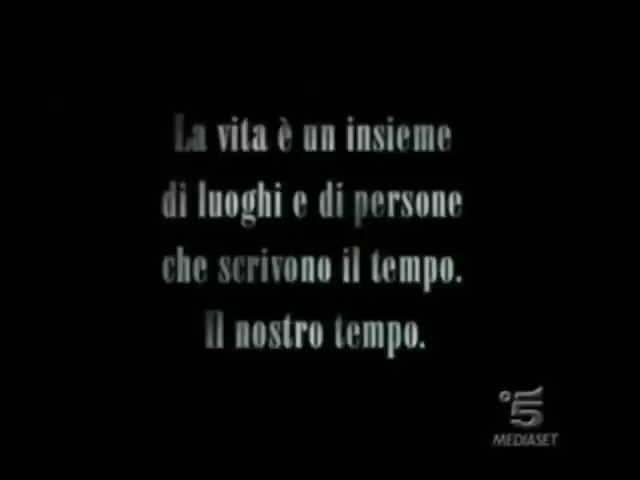 La vita è un insieme
di luoghi e di persone
che scrivono il tempo.
Il nostro tempo.
5
MEDIASET